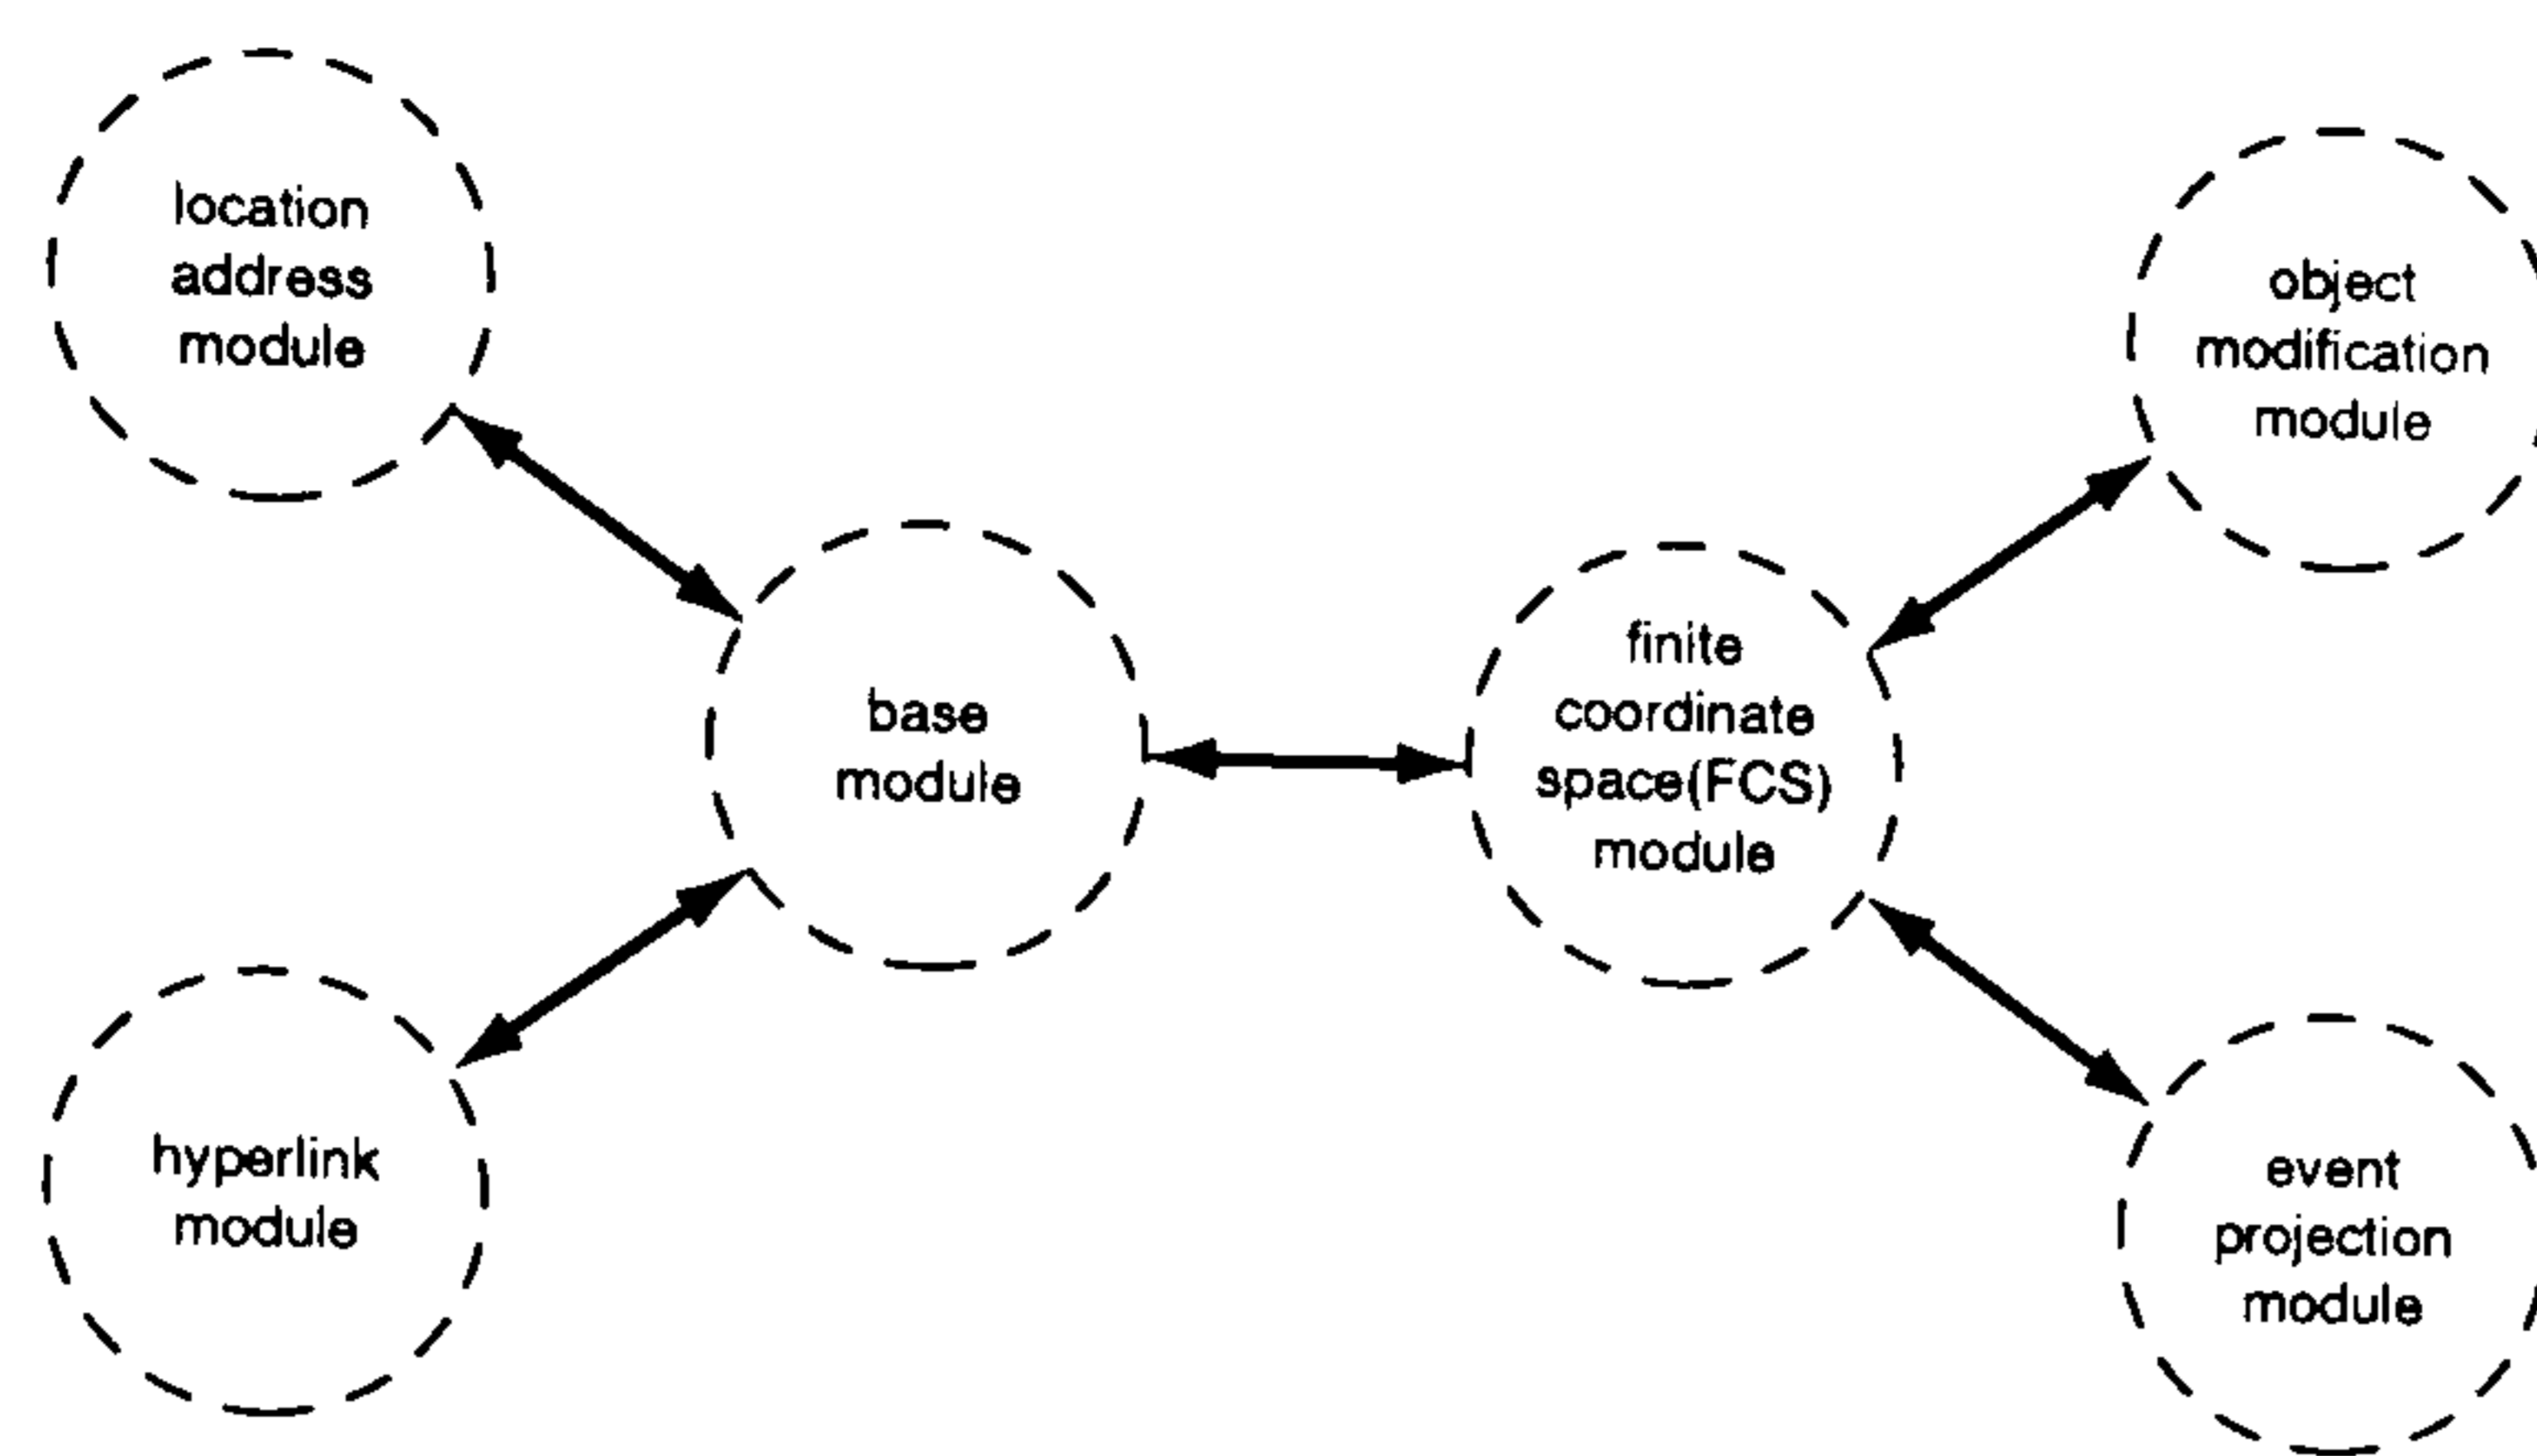 location
address
module
object
modification
module
base
module
finite
coordinate
space(FCS)
module
hyperlink
module
event
projection
module